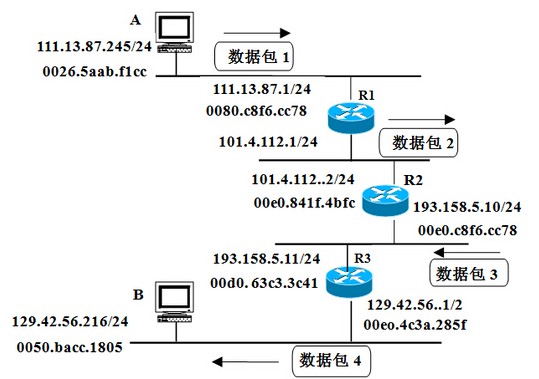 A
111.13.87.245/24
数据包 1
0026.5aab.f1cc
111.13.87.1/24
R1
0080.c8f6.cc78
101.4.112.1/24
数据包 2
101.4.112..2/24
R2
00e0.841f.4bfc
193.158.5.10/24
00e0.c8f6.cc78
193.158.5.11/24
R3
数据包 3
00d0. 63c3.3c41
B
129.42.56..1/2
129.42.56.216/24
00eo.4c3a.285f
0050.bacc.1805
数据包 4